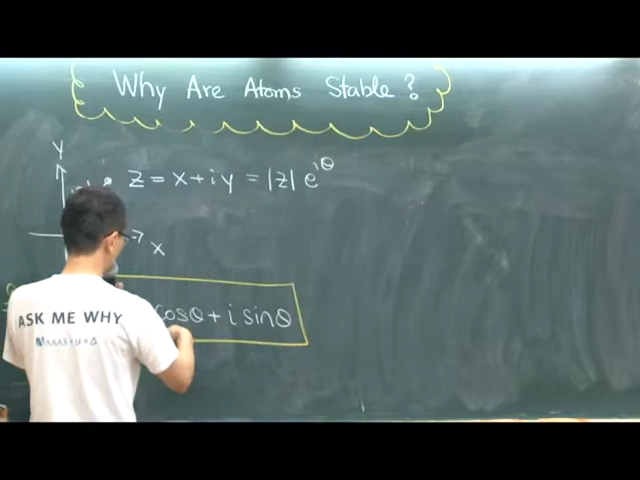 Why Are Atoms Stable?
Y
z = x + iy = |z| e^{iθ}
x
cosθ + i sinθ
ASK ME WHY